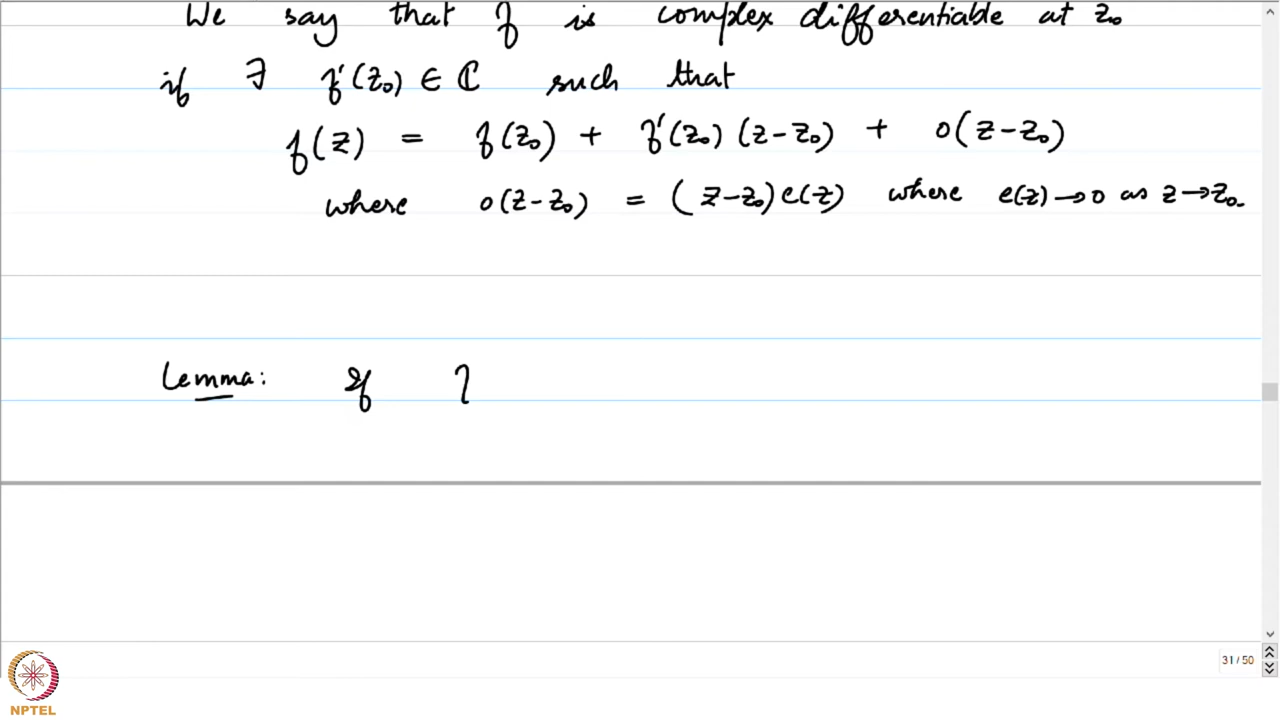 We say that f is complex differentiable at z₀
if ∃ f'(z₀) ∈ ℂ such that
f(z) = f(z₀) + f'(z₀) (z-z₀) + o(z-z₀)
where o(z-z₀) = (z-z₀)e(z) where e(z)→0 as z→z₀.
Lemma: If
31/50
NPTEL